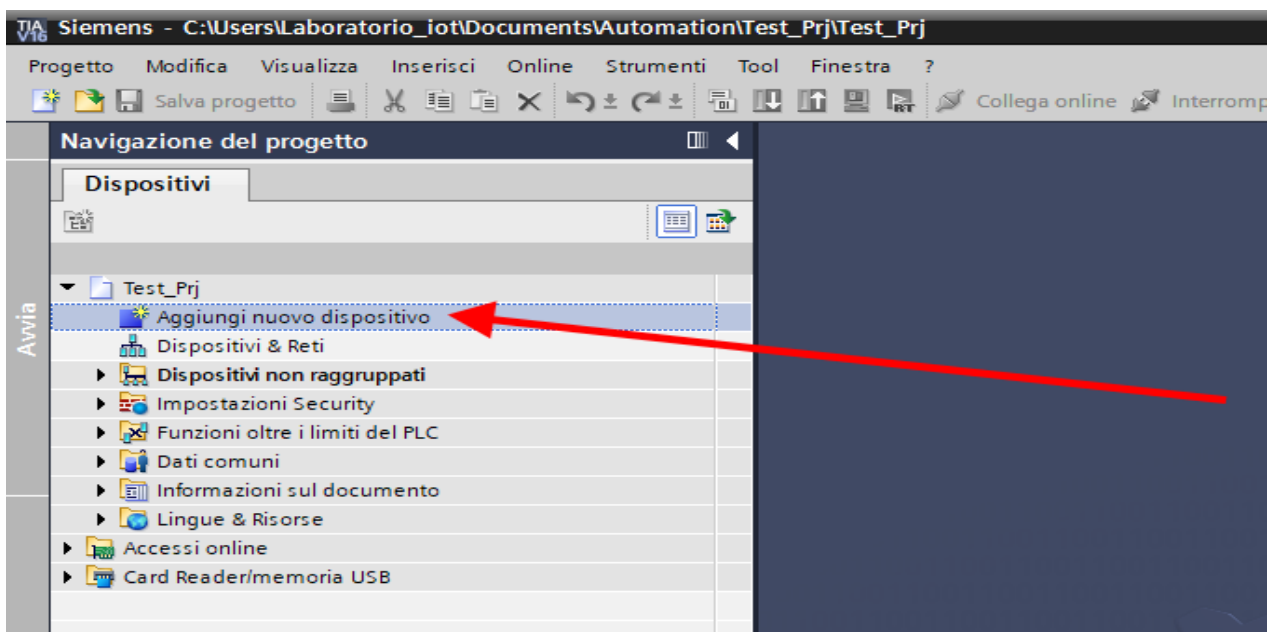 TIA V16 Siemens - C:\Users\Laboratorio_iot\Documents\Automation\Test_Prj\Test_Prj
Progetto Modifica Visualizza Inserisci Online Strumenti Tool Finestra ?
Salva progetto RT Collega online Interromp
Navigazione del progetto
Dispositivi
Test_Prj
Aggiungi nuovo dispositivo
Dispositivi & Reti
Dispositivi non raggruppati
Impostazioni Security
Funzioni oltre i limiti del PLC
Dati comuni
Informazioni sul documento
Lingue & Risorse
Accessi online
Card Reader/memoria USB
Avvia